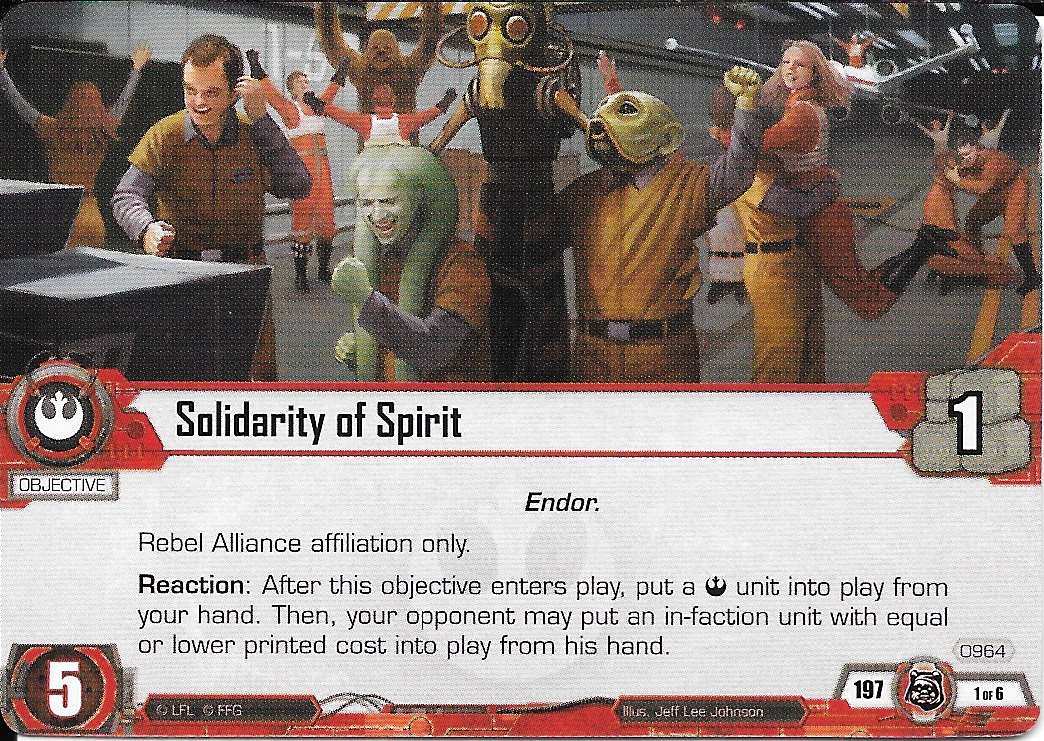 Solidarity of Spirit
1
OBJECTIVE
Endor.
Rebel Alliance affiliation only.
Reaction: After this objective enters play, put a unit into play from
your hand. Then, your opponent may put an in-faction unit with equal
or lower printed cost into play from his hand.
0964
5
© LFL © FFG
Illus. Jeff Lee Johnson
197
1 OF 6